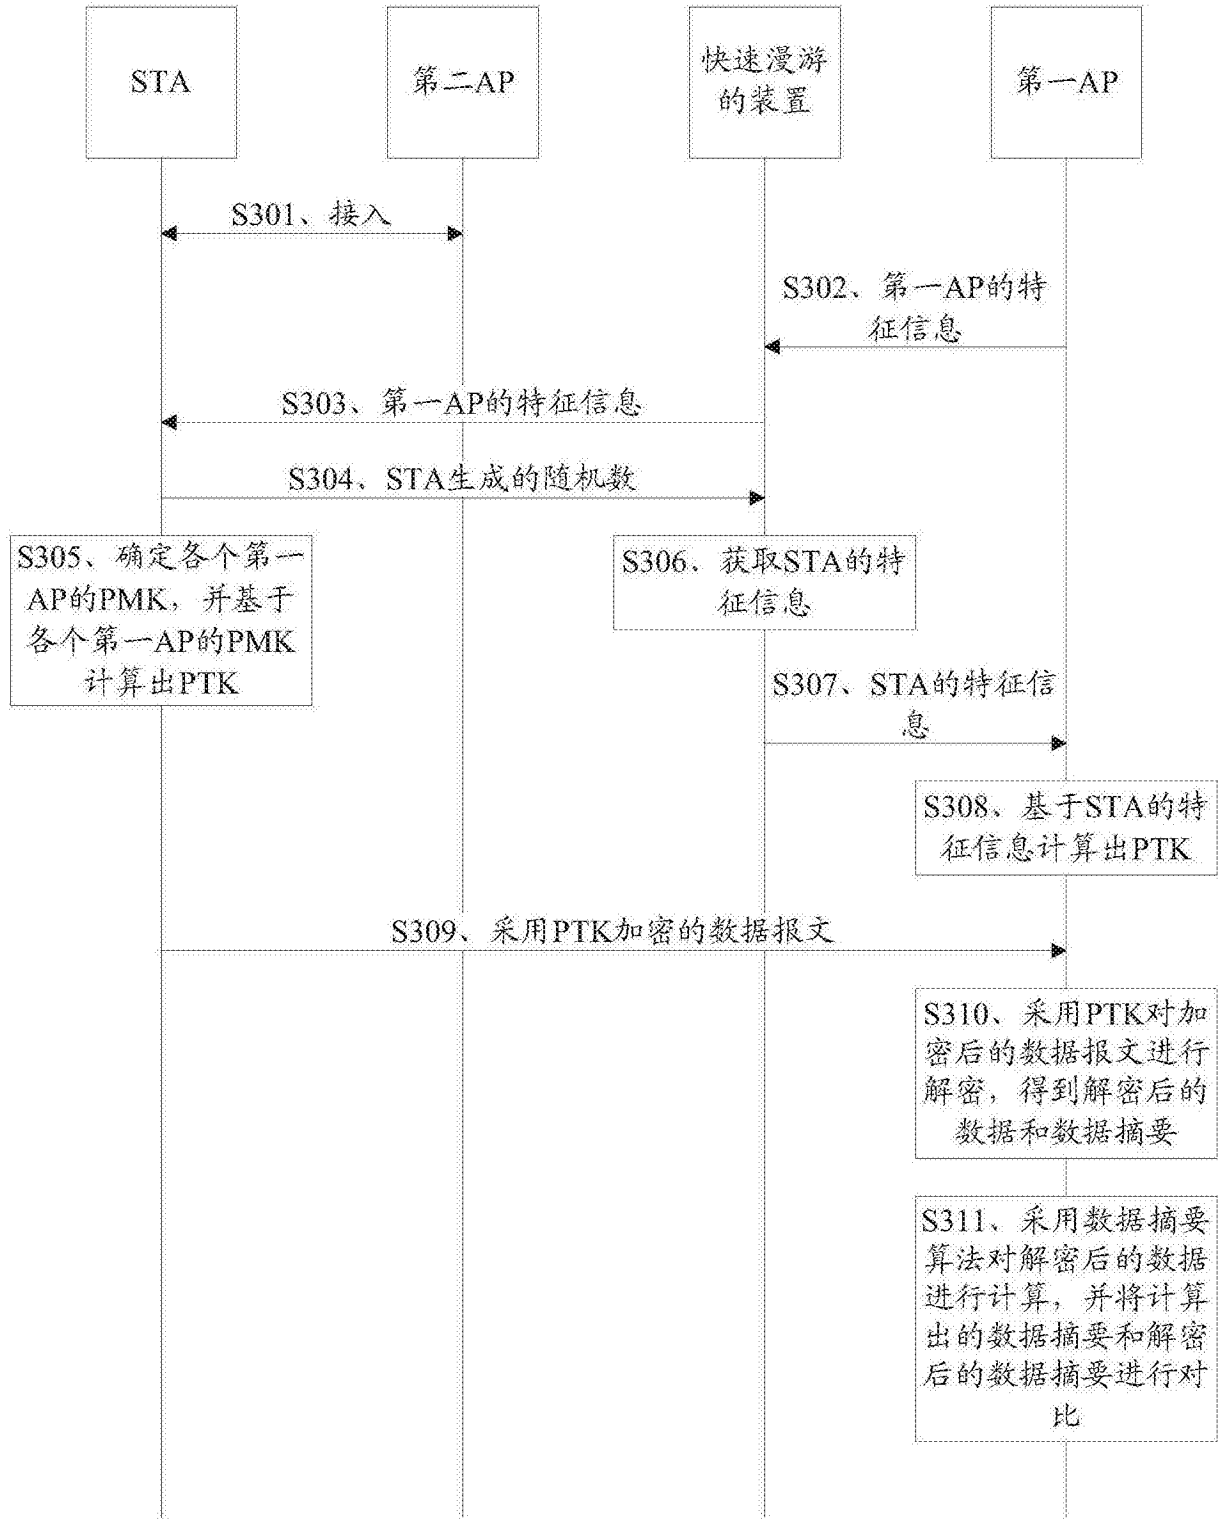 STA
第二AP
快速漫游
的装置
第一AP
S301、接入
S302、第一AP的特
征信息
S303、第一AP的特征信息
S304、STA生成的随机数
S305、确定各个第一
AP的PMK，并基于
各个第一AP的PMK
计算出PTK
S306、获取STA的特
征信息
S307、STA的特征信
息
S308、基于STA的特
征信息计算出PTK
S309、采用PTK加密的数据报文
S310、采用PTK对加
密后的数据报文进行
解密，得到解密后的
数据和数据摘要
S311、采用数据摘要
算法对解密后的数据
进行计算，并将计算
出的数据摘要和解密
后的数据摘要进行对
比